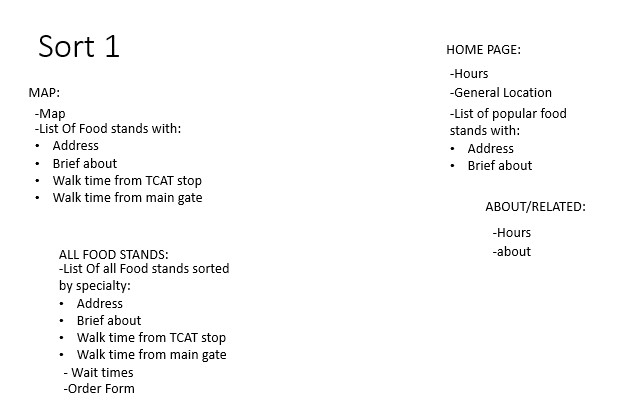 Sort 1
MAP:
-Map
-List Of Food stands with:
• Address
• Brief about
• Walk time from TCAT stop
• Walk time from main gate
ALL FOOD STANDS:
-List Of all Food stands sorted
by specialty:
• Address
• Brief about
• Walk time from TCAT stop
• Walk time from main gate
- Wait times
-Order Form
HOME PAGE:
-Hours
-General Location
-List of popular food
stands with:
• Address
• Brief about
ABOUT/RELATED:
-Hours
-about